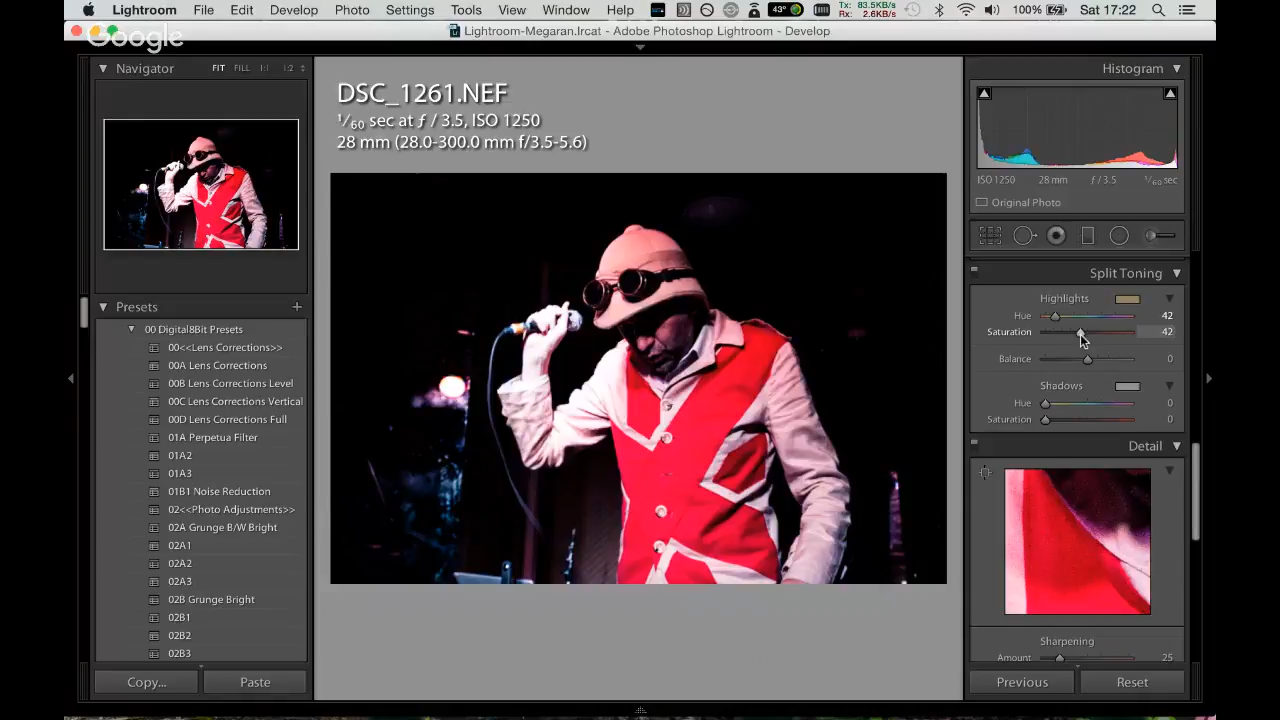 Lightroom File Edit Develop Photo Settings Tools View Window Help 43° Tx: 83.5KB/s Rx: 2.6KB/s 100% Sat 17:22
Google
Lightroom-Megaran.lrcat - Adobe Photoshop Lightroom - Develop
Navigator FIT FILL 1:1 1:2
Presets +
00 Digital8Bit Presets
00<<Lens Corrections>>
00A Lens Corrections
00B Lens Corrections Level
00C Lens Corrections Vertical
00D Lens Corrections Full
01A Perpetua Filter
01A2
01A3
01B1 Noise Reduction
02<<Photo Adjustments>>
02A Grunge B/W Bright
02A1
02A2
02A3
02B Grunge Bright
02B1
02B2
02B3
Copy... Paste
DSC_1261.NEF
1/60 sec at ƒ / 3.5, ISO 1250
28 mm (28.0-300.0 mm f/3.5-5.6)
Histogram
ISO 1250 28 mm ƒ / 3.5 1/60 sec
Original Photo
Split Toning
Highlights
Hue 42
Saturation 42
Balance 0
Shadows
Hue 0
Saturation 0
Detail
Sharpening
Amount 25
Previous Reset